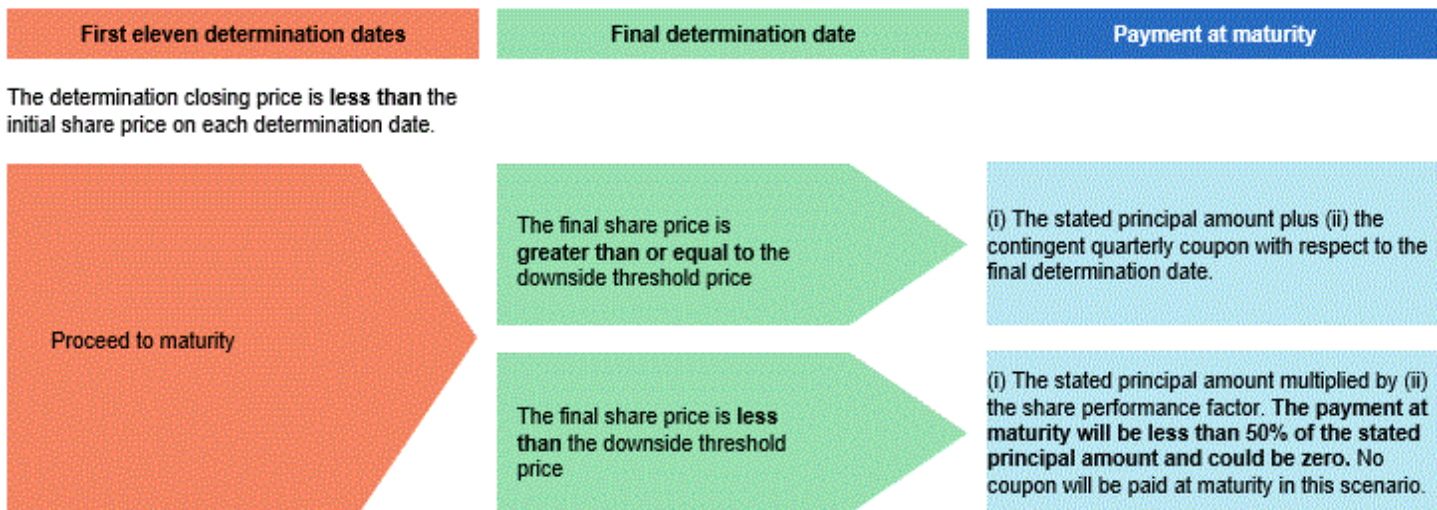 First eleven determination dates
Final determination date
Payment at maturity
The determination closing price is less than the
initial share price on each determination date.
Proceed to maturity
The final share price is
greater than or equal to the
downside threshold price
(i) The stated principal amount plus (ii) the
contingent quarterly coupon with respect to the
final determination date.
The final share price is less
than the downside threshold
price
(i) The stated principal amount multiplied by (ii)
the share performance factor. The payment at
maturity will be less than 50% of the stated
principal amount and could be zero. No
coupon will be paid at maturity in this scenario.